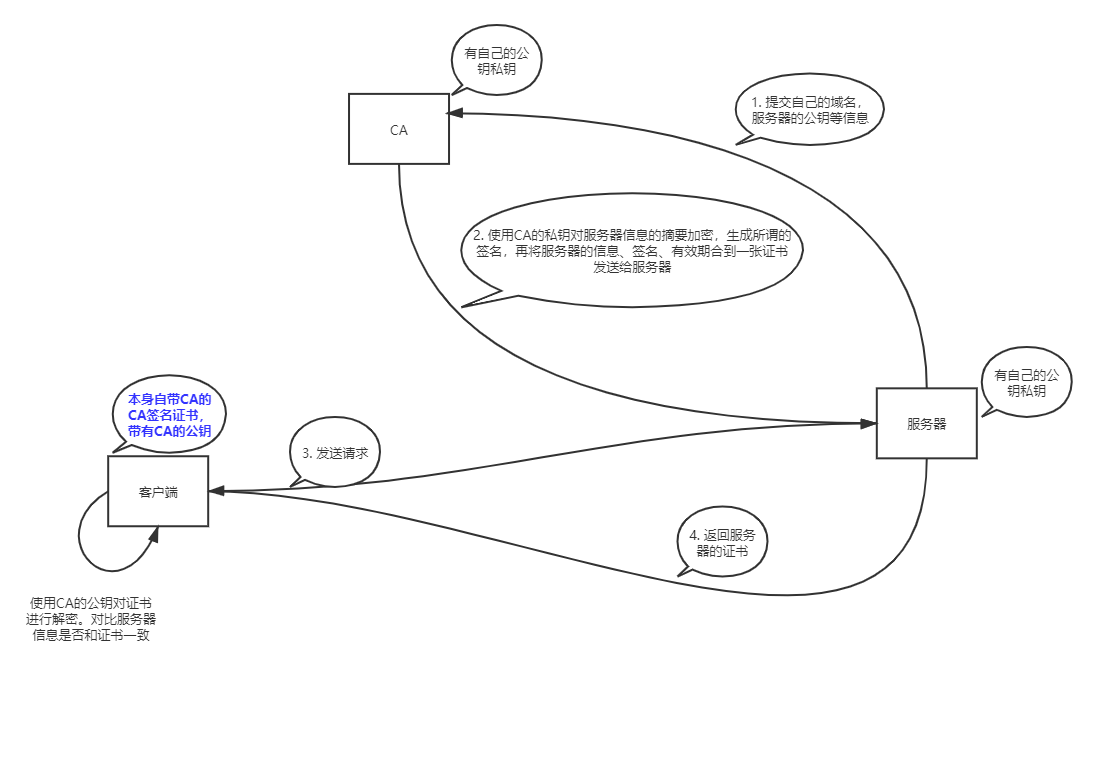 有自己的公
钥私钥
CA
1. 提交自己的域名，
服务器的公钥等信息
2. 使用CA的私钥对服务器信息的摘要加密，生成所谓的
签名，再将服务器的信息、签名、有效期合到一张证书
发送给服务器
有自己的公
钥私钥
服务器
本身自带CA的
CA签名证书，
带有CA的公钥
3. 发送请求
客户端
4. 返回服务
器的证书
使用CA的公钥对证书
进行解密。对比服务器
信息是否和证书一致